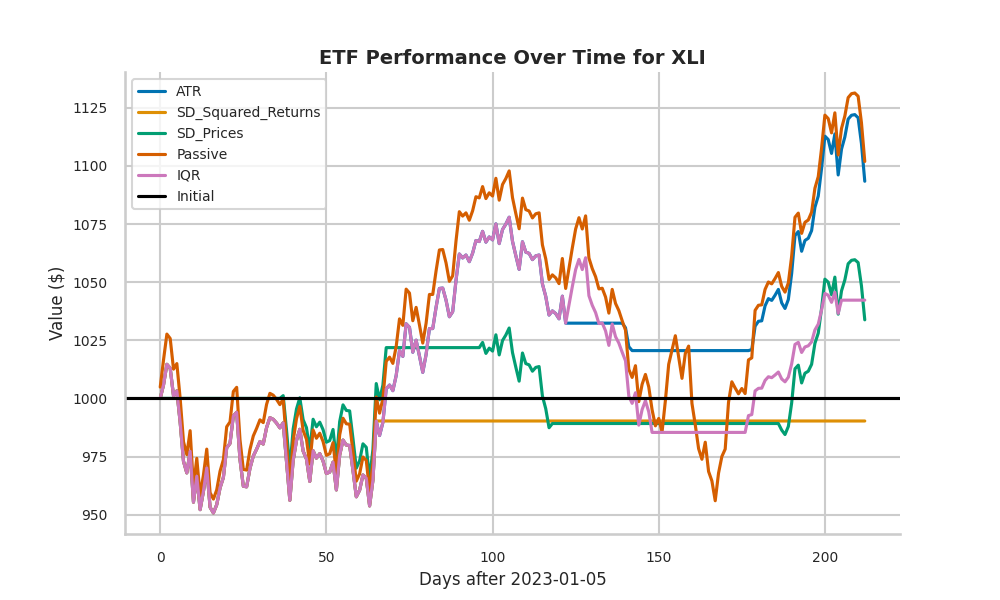 ETF Performance Over Time for XLI
ATR
SD_Squared_Returns
SD_Prices
Passive
IQR
Initial
Value ($)
1125
1100
1075
1050
1025
1000
975
950
0 50 100 150 200
Days after 2023-01-05